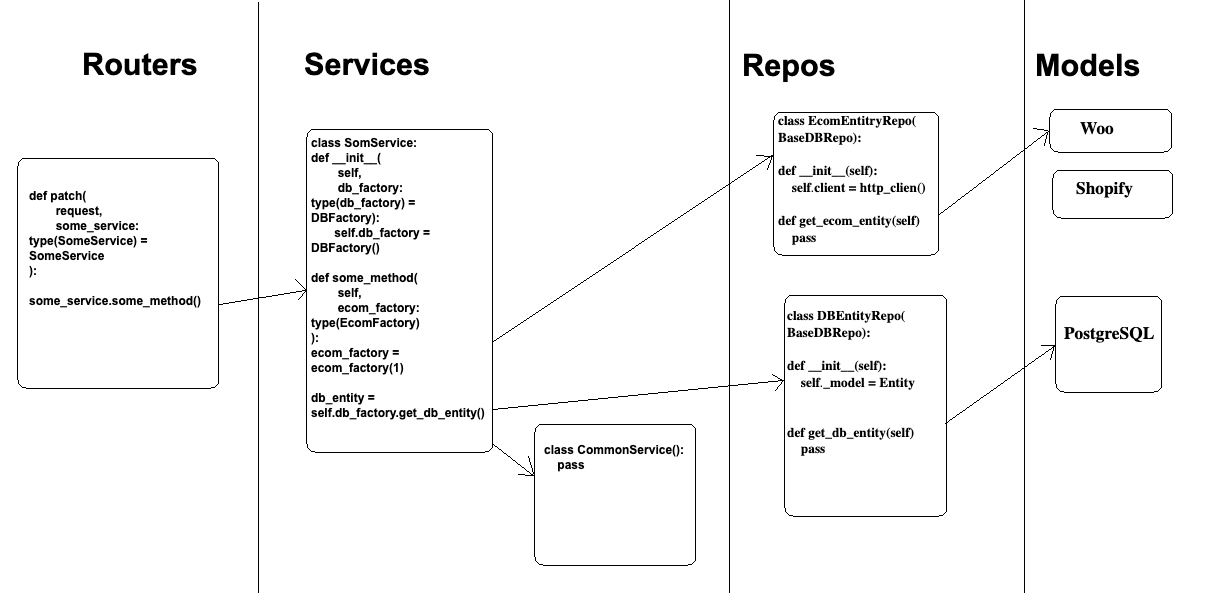 Routers
Services
Repos
Models
def patch(
request,
some_service:
type(SomeService) =
SomeService
):
some_service.some_method()
class SomService:
def __init__(
self,
db_factory:
type(db_factory) =
DBFactory):
self.db_factory =
DBFactory()
def some_method(
self,
ecom_factory:
type(EcomFactory)
):
ecom_factory =
ecom_factory(1)
db_entity =
self.db_factory.get_db_entity()
class CommonService():
pass
class EcomEntitryRepo(
BaseDBRepo):
def __init__(self):
self.client = http_clien()
def get_ecom_entity(self)
pass
class DBEntityRepo(
BaseDBRepo):
def __init__(self):
self._model = Entity
def get_db_entity(self)
pass
Woo
Shopify
PostgreSQL